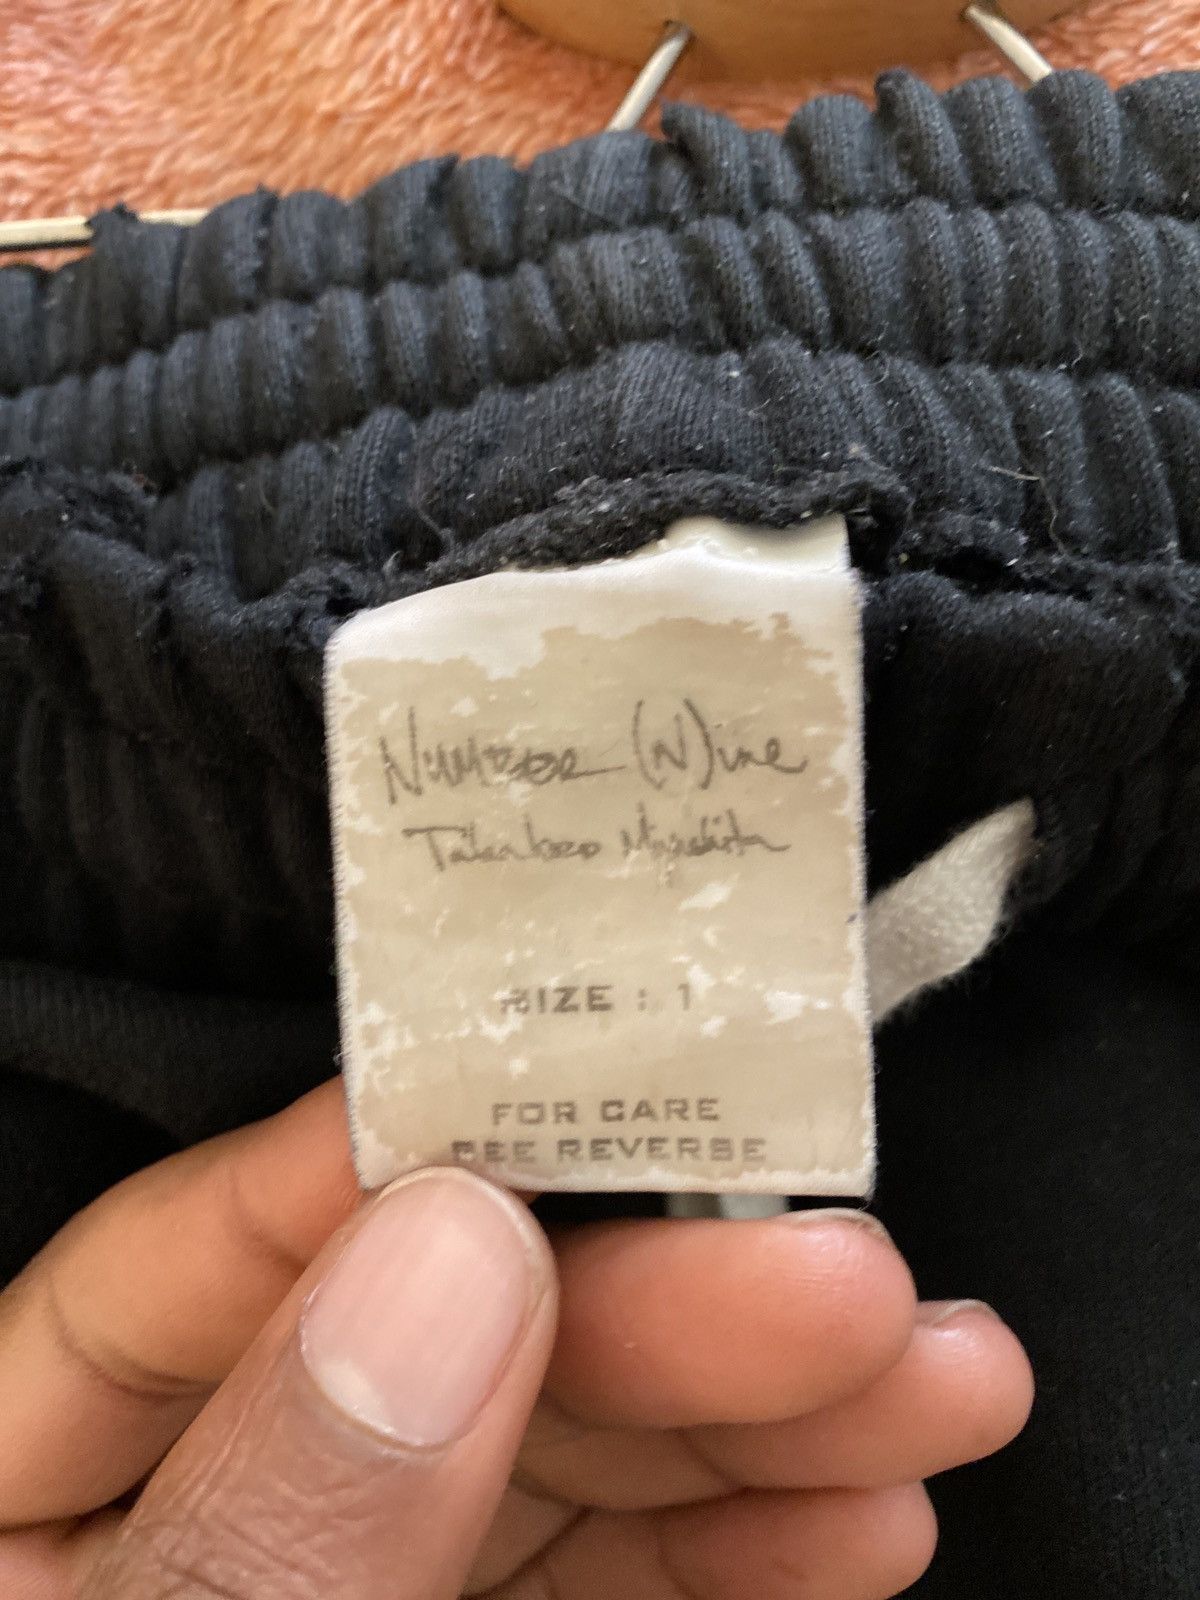 NUMBER (N)ine
Takahiro Miyashita
SIZE : 1
FOR CARE
SEE REVERSE